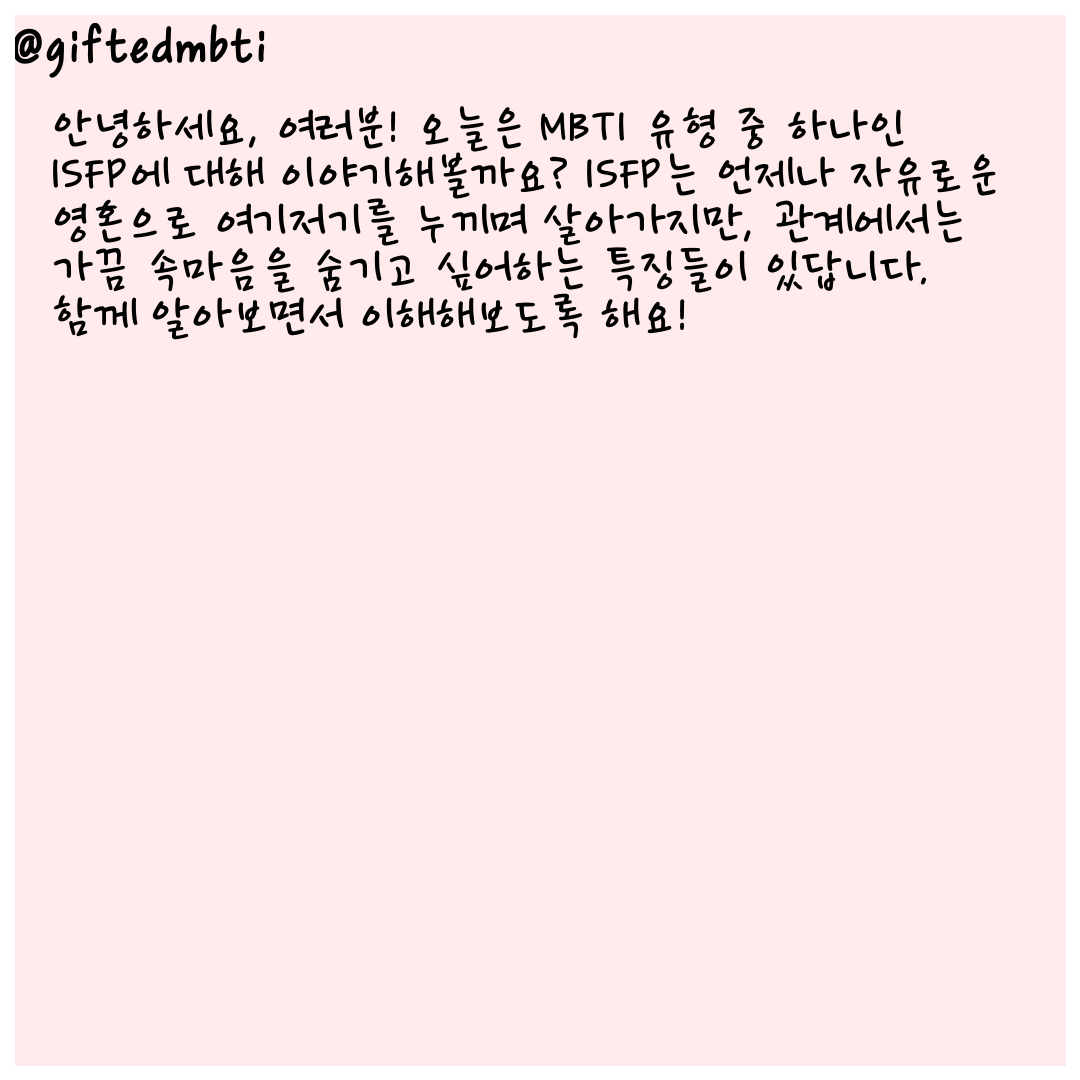 @giftedmbti
안녕하세요, 여러분! 오늘은 MBTI 유형 중 하나인
ISFP에 대해 이야기해볼까요? ISFP는 언제나 자유로운
영혼으로 여기저기를 누끼며 살아가지만, 관계에서는
가끔 속마음을 숨기고 싶어하는 특징들이 있답니다.
함께 알아보면서 이해해보도록 해요!